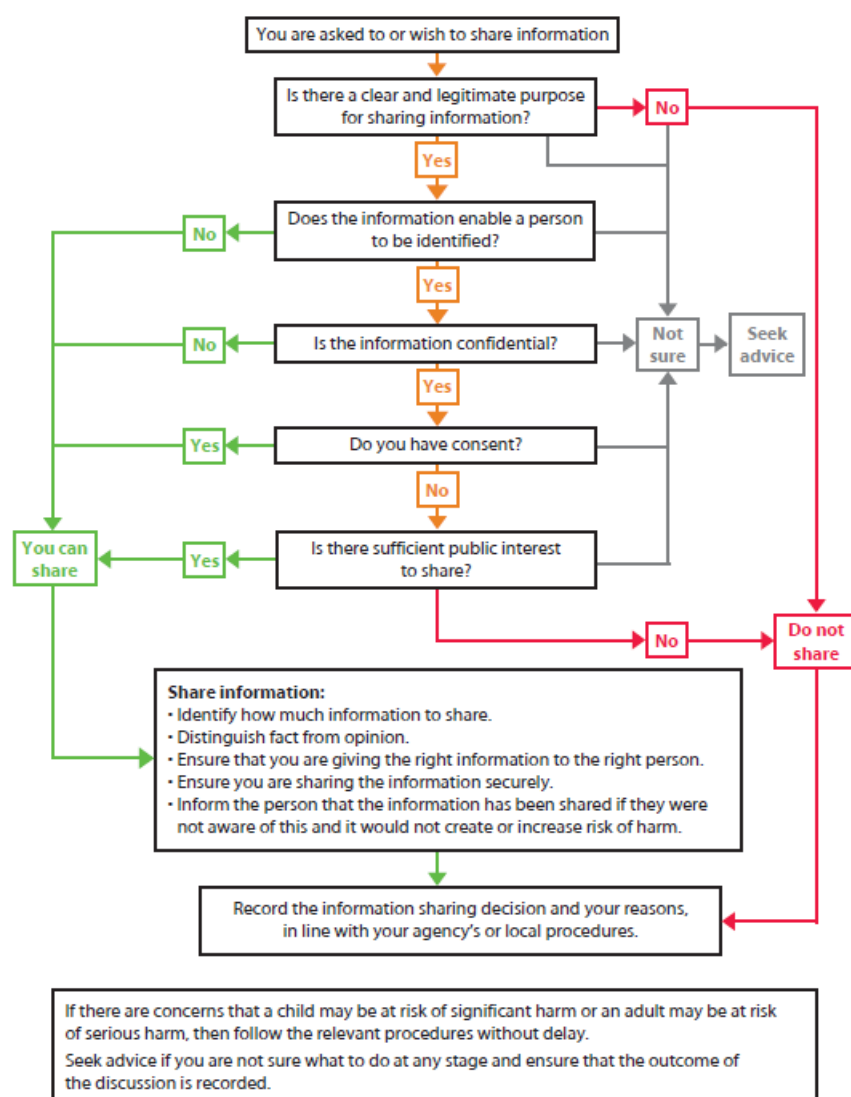 You are asked to or wish to share information
Is there a clear and legitimate purpose
for sharing information?
No
Yes
Does the information enable a person
to be identified?
No
Yes
Is the information confidential?
No
Not
sure
Seek
advice
Yes
Do you have consent?
Yes
No
Is there sufficient public interest
to share?
You can
share
Yes
No
Do not
share
Share information:
• Identify how much information to share.
• Distinguish fact from opinion.
• Ensure that you are giving the right information to the right person.
• Ensure you are sharing the information securely.
• Inform the person that the information has been shared if they were
not aware of this and it would not create or increase risk of harm.
Record the information sharing decision and your reasons,
in line with your agency's or local procedures.
If there are concerns that a child may be at risk of significant harm or an adult may be at risk
of serious harm, then follow the relevant procedures without delay.
Seek advice if you are not sure what to do at any stage and ensure that the outcome of
the discussion is recorded.